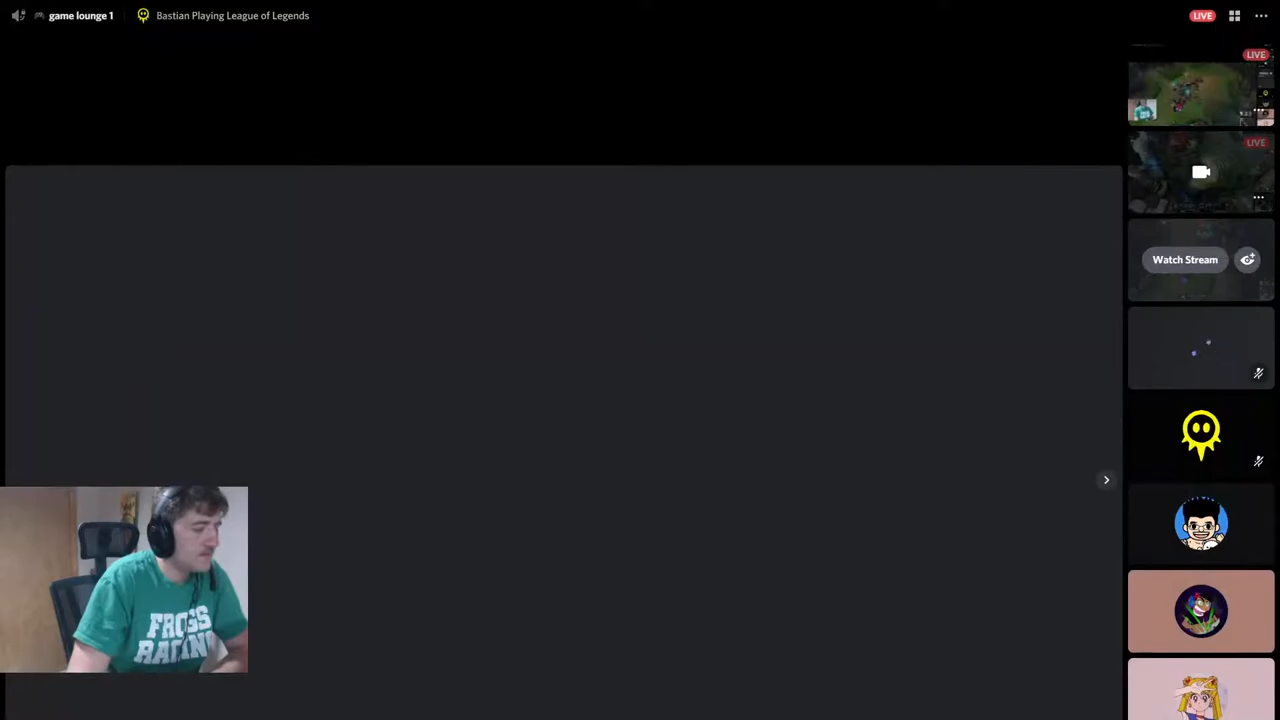 game lounge 1
Bastian Playing League of Legends
LIVE
LIVE
LIVE
Watch Stream
FROGS
RACING